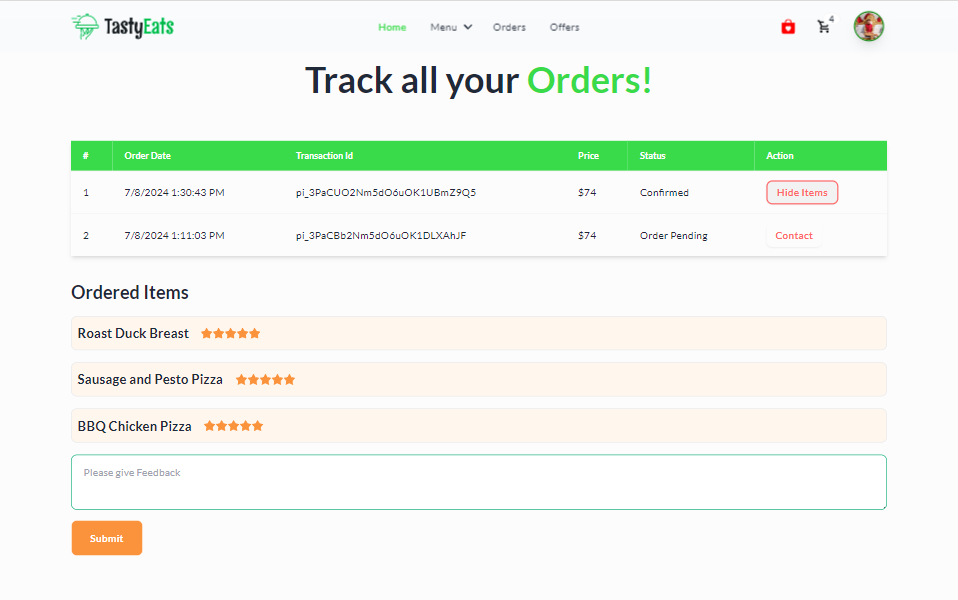 TastyEats Home Menu Orders Offers 4
Track all your Orders!
# Order Date Transaction Id Price Status Action
1 7/8/2024 1:30:43 PM pi_3PaCUO2Nm5dO6uOK1UBmZ9Q5 $74 Confirmed Hide Items
2 7/8/2024 1:11:03 PM pi_3PaCBb2Nm5dO6uOK1DLXAhJF $74 Order Pending Contact
Ordered Items
Roast Duck Breast
Sausage and Pesto Pizza
BBQ Chicken Pizza
Please give Feedback
Submit